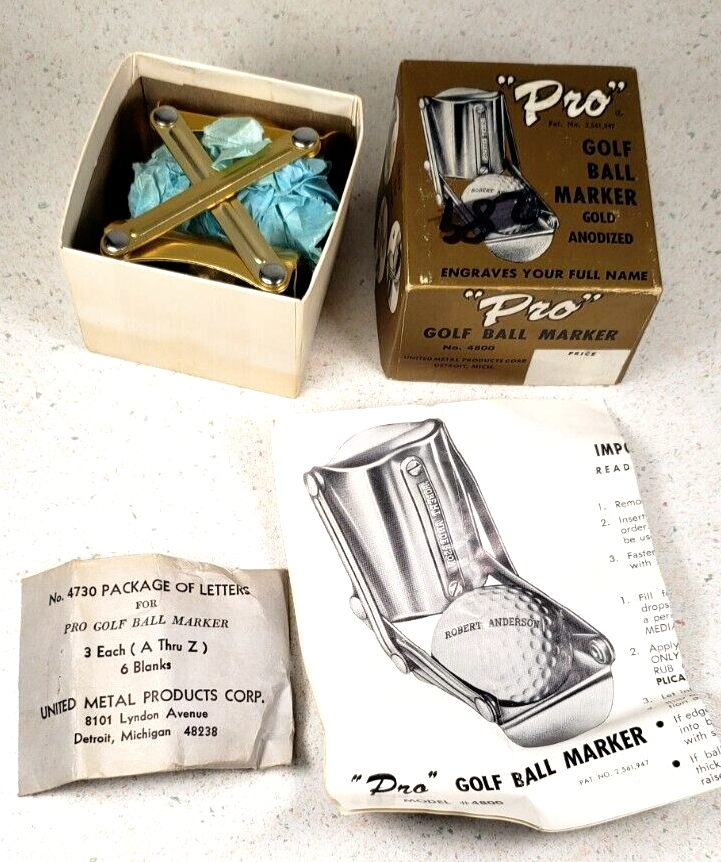 "Pro"
Pat. No. 2,561,947
GOLF
BALL
MARKER
GOLD
ANODIZED
ROBERT
ENGRAVES YOUR FULL NAME
"Pro"
GOLF BALL MARKER
No. 4800
UNITED METAL PRODUCTS CORP
DETROIT, MICH.
PRICE
No. 4730 PACKAGE OF LETTERS
FOR
PRO GOLF BALL MARKER
3 Each ( A Thru Z )
6 Blanks
UNITED METAL PRODUCTS CORP.
8101 Lyndon Avenue
Detroit, Michigan 48238
ROBERT ANDERSON
"Pro" GOLF BALL MARKER
PAT. NO. 2,561,947
MODEL #4800
IMPO
READ
1. Remo
2. Insert
order
be us
3. Faster
with
1. Fill
drops
a per
MEDI
2. Apply
ONLY
RUB
PLICA
3. Let
• If edg
into b
with s
• If bal
thick
raise